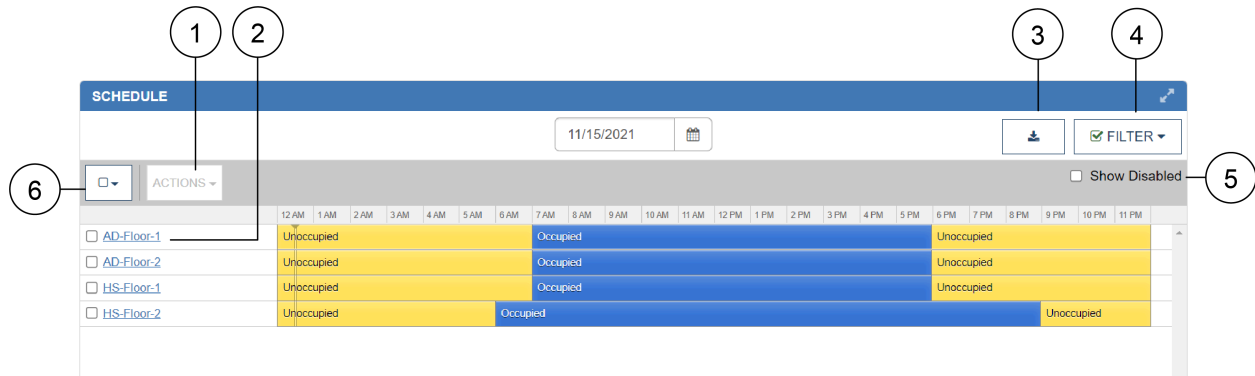 1 2 3 4
SCHEDULE
11/15/2021 FILTER
6 ACTIONS Show Disabled 5
12 AM 1 AM 2 AM 3 AM 4 AM 5 AM 6 AM 7 AM 8 AM 9 AM 10 AM 11 AM 12 PM 1 PM 2 PM 3 PM 4 PM 5 PM 6 PM 7 PM 8 PM 9 PM 10 PM 11 PM
AD-Floor-1 Unoccupied Occupied Unoccupied
AD-Floor-2 Unoccupied Occupied Unoccupied
HS-Floor-1 Unoccupied Occupied Unoccupied
HS-Floor-2 Unoccupied Occupied Unoccupied